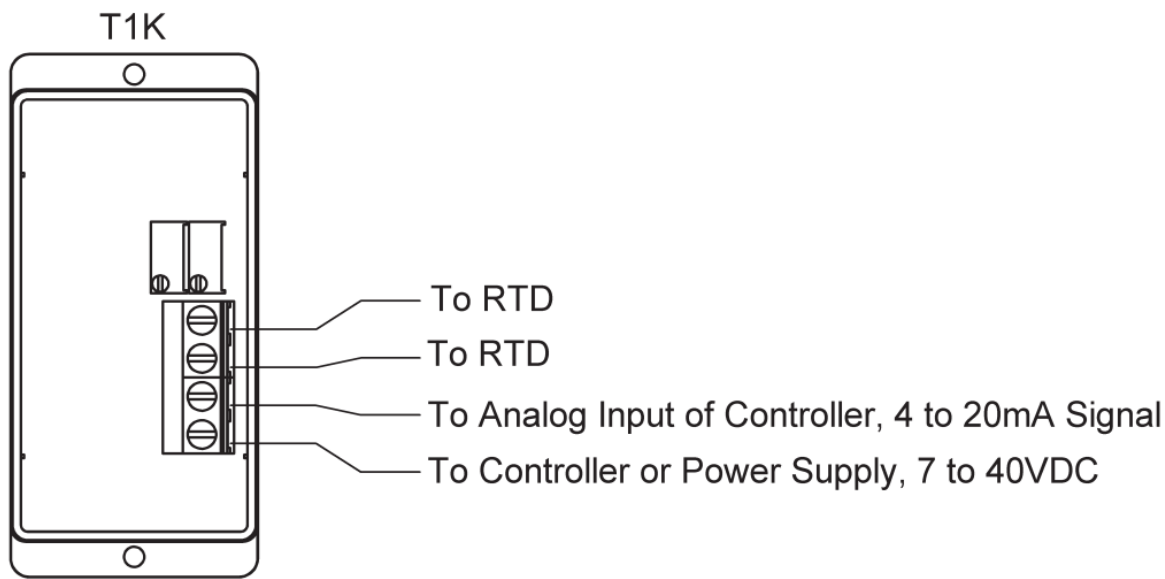 T1K
To RTD
To RTD
To Analog Input of Controller, 4 to 20mA Signal
To Controller or Power Supply, 7 to 40VDC